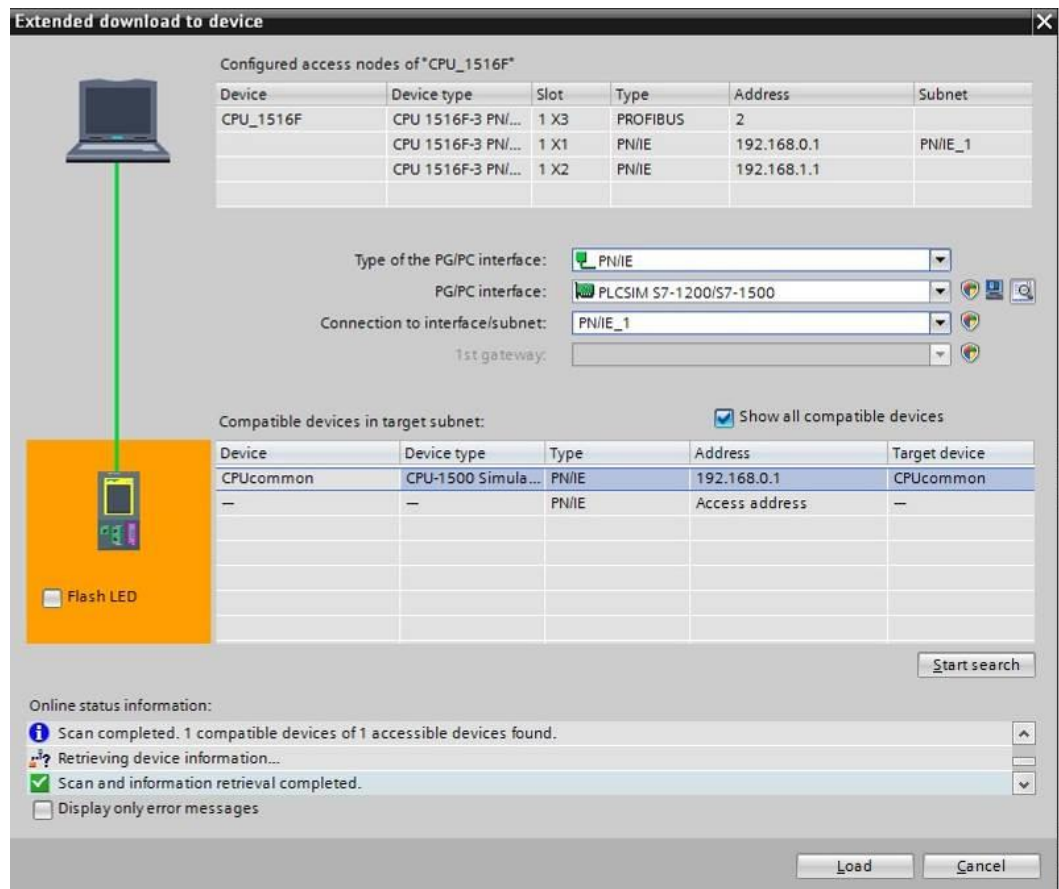 Extended download to device
Configured access nodes of "CPU_1516F"
Device Device type Slot Type Address Subnet
CPU_1516F CPU 1516F-3 PN/... 1 X3 PROFIBUS 2
CPU 1516F-3 PN/... 1 X1 PN/IE 192.168.0.1 PN/IE_1
CPU 1516F-3 PN/... 1 X2 PN/IE 192.168.1.1
Type of the PG/PC interface: PN/IE
PG/PC interface: PLCSIM S7-1200/S7-1500
Connection to interface/subnet: PN/IE_1
1st gateway:
Compatible devices in target subnet: Show all compatible devices
Device Device type Type Address Target device
CPUcommon CPU-1500 Simula... PN/IE 192.168.0.1 CPUcommon
— — PN/IE Access address —
Flash LED
Start search
Online status information:
Scan completed. 1 compatible devices of 1 accessible devices found.
Retrieving device information...
Scan and information retrieval completed.
Display only error messages
Load Cancel